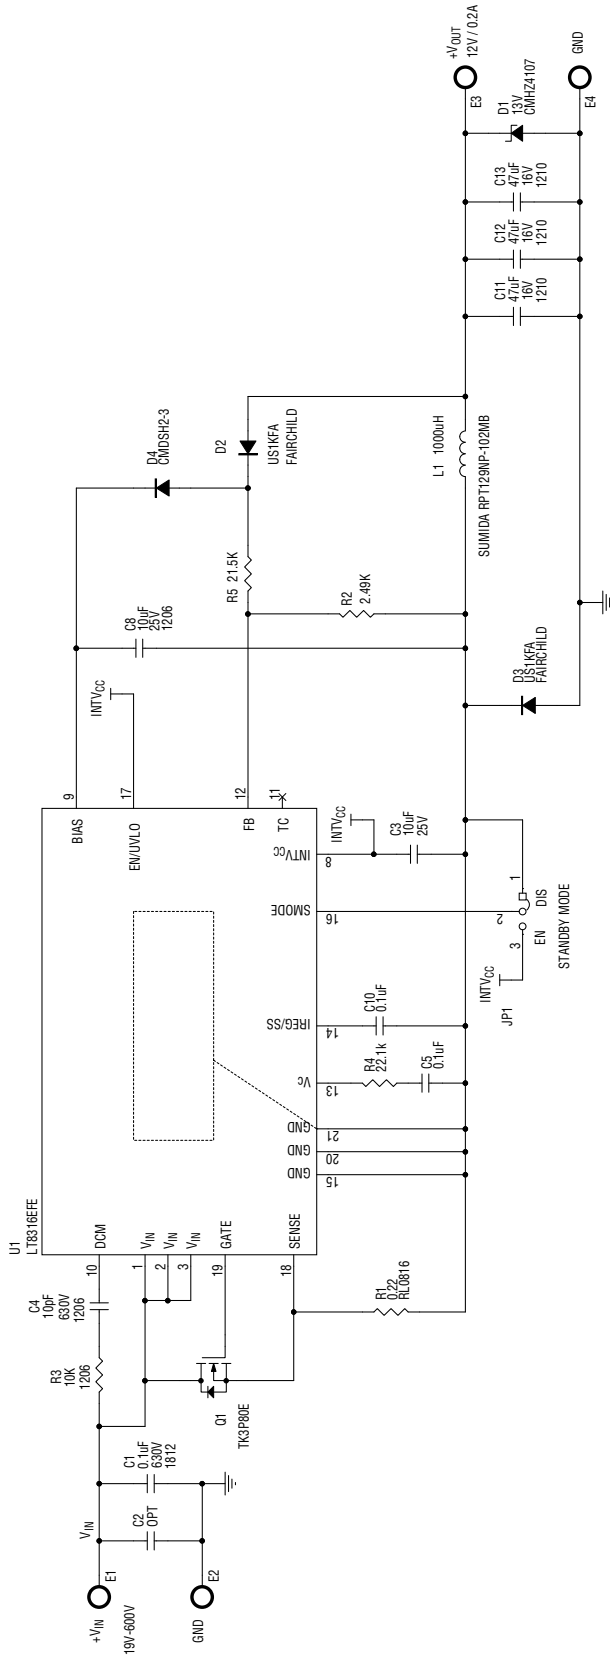 +VIN
19V-600V
E1
VIN
GND
E2
C2
OPT
C1
0.1uF
630V
1812
R3
10K
1206
C4
10pF
630V
1206
Q1
TK3P80E
U1
LT8316EFE
10
DCM
1
VIN
2
VIN
3
VIN
19
GATE
18
SENSE
R1
0.22
RL0816
GND
15
GND
20
GND
21
VC
13
R4
22.1k
C5
0.1uF
IREG/SS
14
C10
0.1uF
SMODE
16
INTVCC
8
INTVCC
C3
10uF
25V
JP1
INTVCC
3
2
1
EN
DIS
STANDBY MODE
BIAS
9
EN/UVLO
17
INTVCC
FB
12
TC
11
C8
10uF
25V
1206
R5 21.5K
R2
2.49K
D4
CMDSH2-3
D2
US1KFA
FAIRCHILD
D3
US1KFA
FAIRCHILD
L1 1000uH
SUMIDA RPT129NP-102MB
C11
47uF
16V
1210
C12
47uF
16V
1210
C13
47uF
16V
1210
D1
13V
CMHZ4107
+VOUT
12V / 0.2A
E3
GND
E4